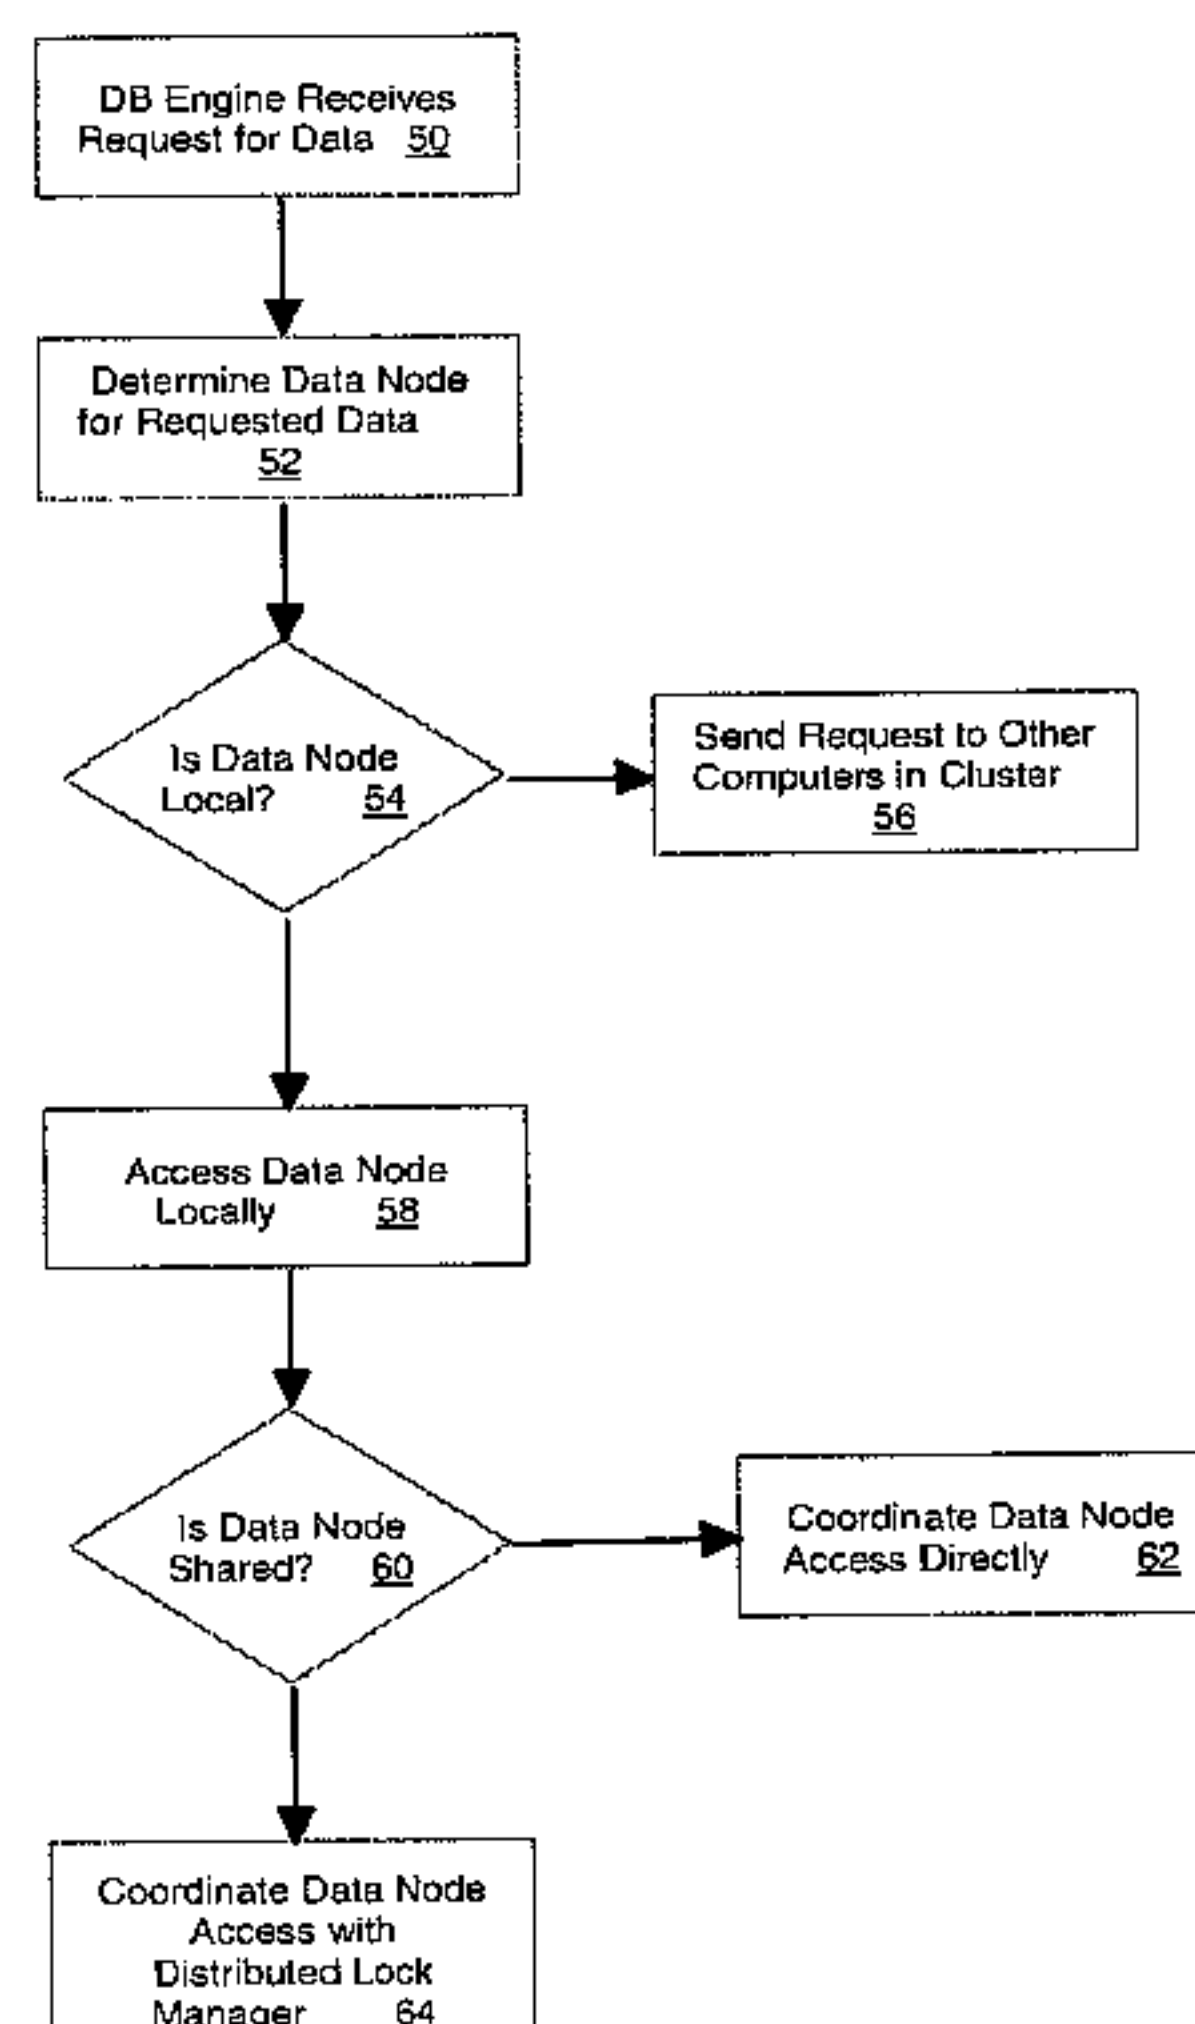 DB Engine Receives
Request for Data 50
Determine Data Node
for Requested Data
52
Is Data Node
Local? 54
Send Request to Other
Computers in Cluster
56
Access Data Node
Locally 58
Is Data Node
Shared? 60
Coordinate Data Node
Access Directly 62
Coordinate Data Node
Access with
Distributed Lock
Manager 64